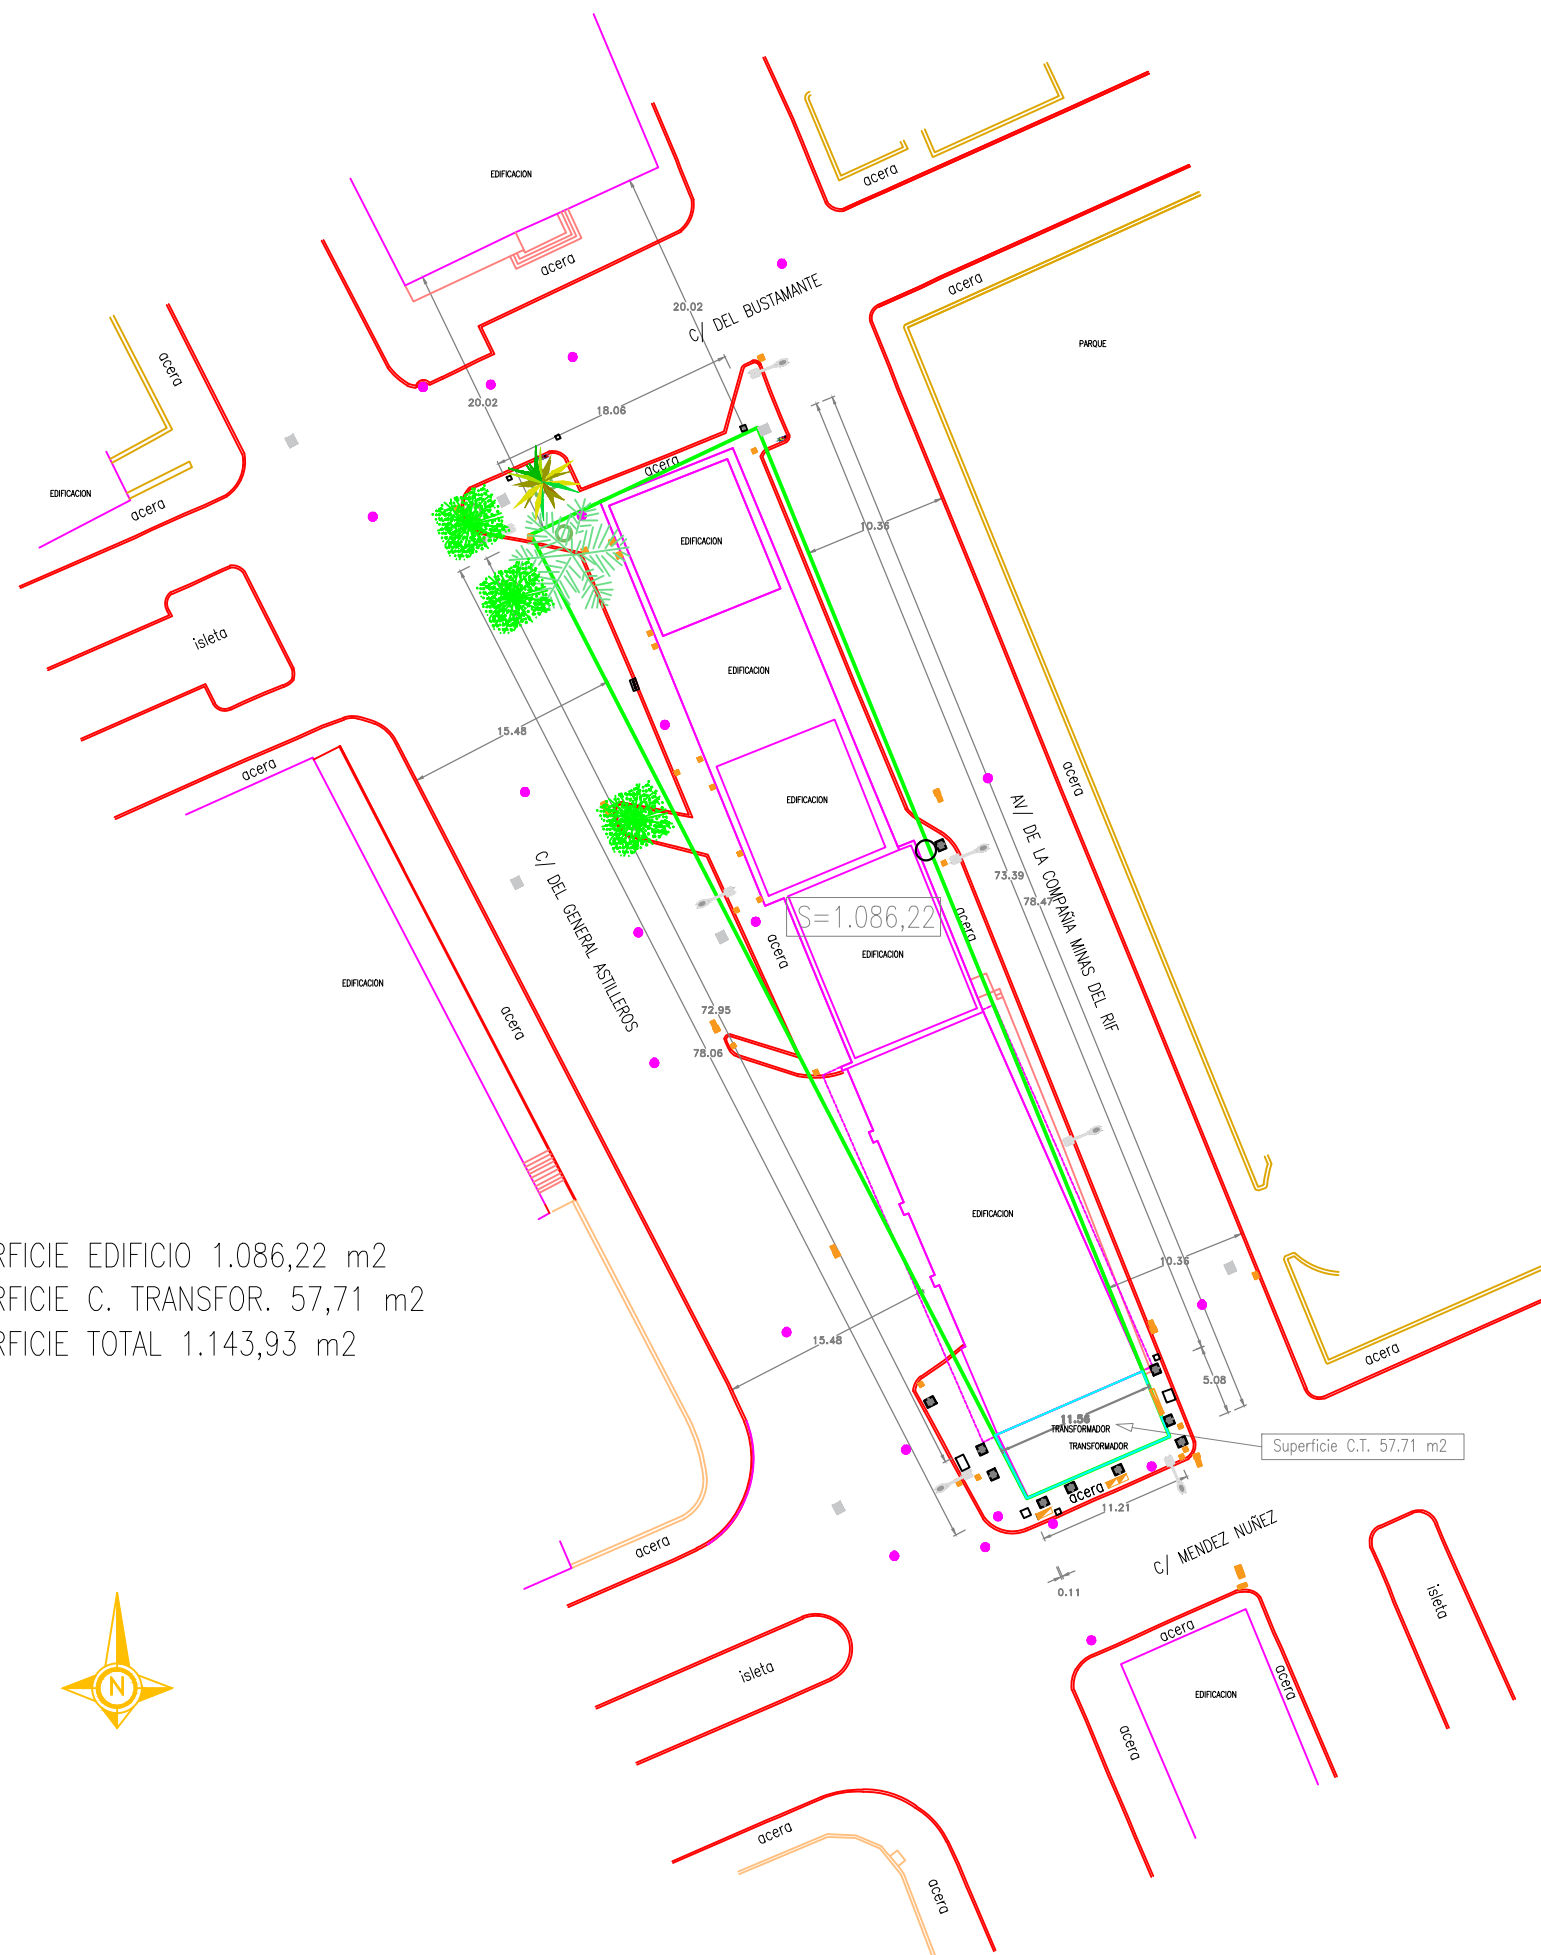 EDIFICACION
acera
acera
C/ DEL BUSTAMANTE
20.02
acera
PARQUE
acera
20.02
18.06
acera
EDIFICACION
acera
10.36
EDIFICACION
isleta
EDIFICACION
15.48
acera
acera
EDIFICACION
AV/ DE LA COMPAÑIA MINAS DEL RIF
73.39
78.47
C/ DEL GENERAL ASTILLEROS
S=1.086,22
acera
acera
EDIFICACION
EDIFICACION
acera
72.95
78.06
EDIFICACION
RFICIE EDIFICIO 1.086,22 m2
RFICIE C. TRANSFOR. 57,71 m2
RFICIE TOTAL 1.143,93 m2
10.36
15.48
acera
5.08
TRANSFORMADOR
TRANSFORMADOR
Superficie C.T. 57.71 m2
acera
11.21
acera
C/ MENDEZ NUÑEZ
0.11
isleta
acera
isleta
N
acera
EDIFICACION
acera
acera
acera